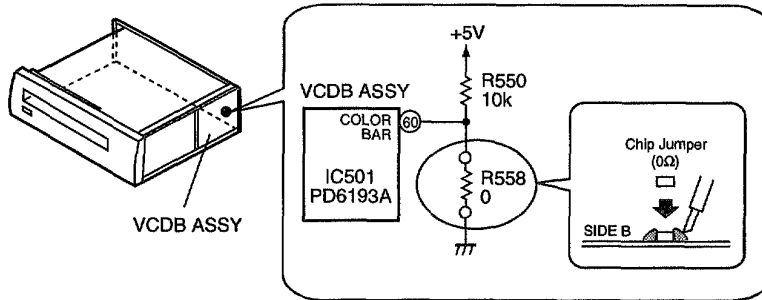 VCDB ASSY
VCDB ASSY
COLOR
BAR
60
IC501
PD6193A
+5V
R550
10k
R558
0
Chip Jumper
(0Ω)
SIDE B